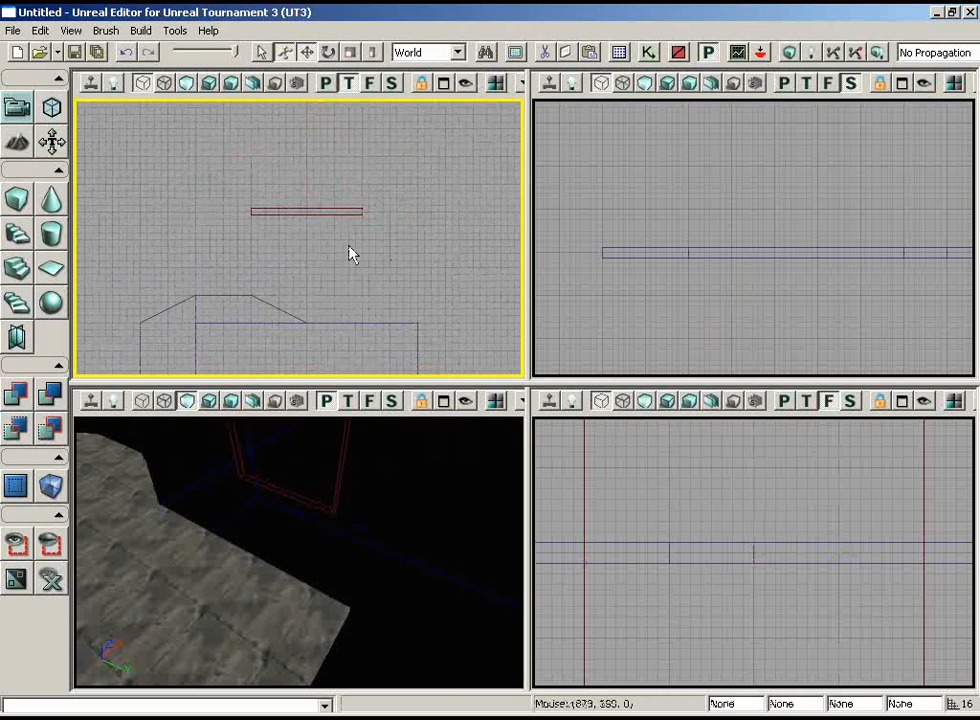 Untitled - Unreal Editor for Unreal Tournament 3 (UT3)
File Edit View Brush Build Tools Help
World
P
No Propagation
P T F S
P T F S
P T F S
P T F S
None None None None 16